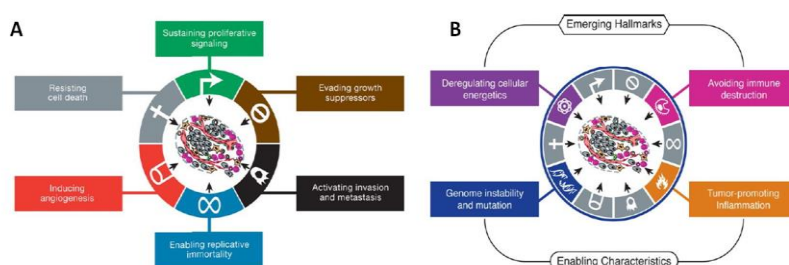 A
Sustaining proliferative
signaling
Resisting
cell death
Evading growth
suppressors
Inducing
angiogenesis
Activating invasion
and metastasis
Enabling replicative
immortality
B
Emerging Hallmarks
Deregulating cellular
energetics
Avoiding immune
destruction
Genome instability
and mutation
Tumor-promoting
Inflammation
Enabling Characteristics